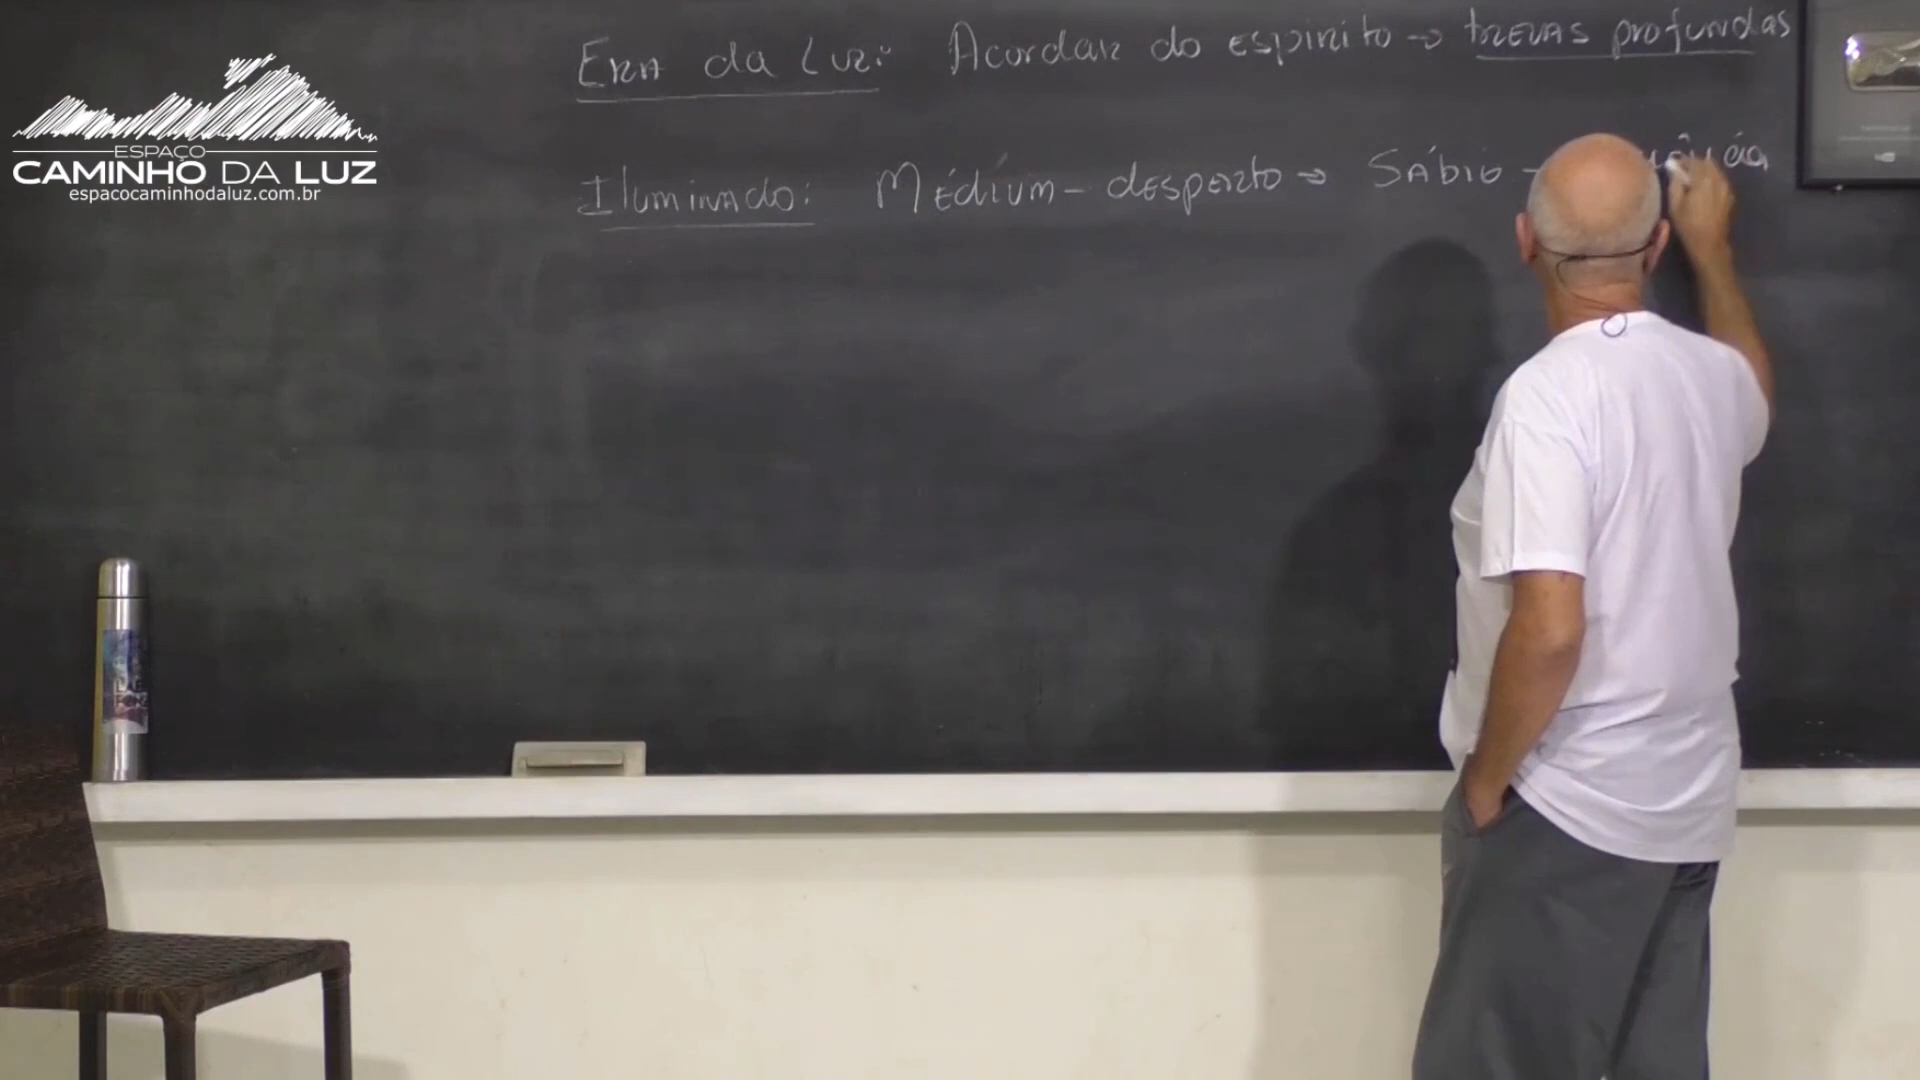 ESPAÇO
CAMINHO DA LUZ
espacocaminhodaluz.com.br
Era da Luz: Acordar do espirito → trevas profundas
Iluminado: Médium - desperto → Sábio -